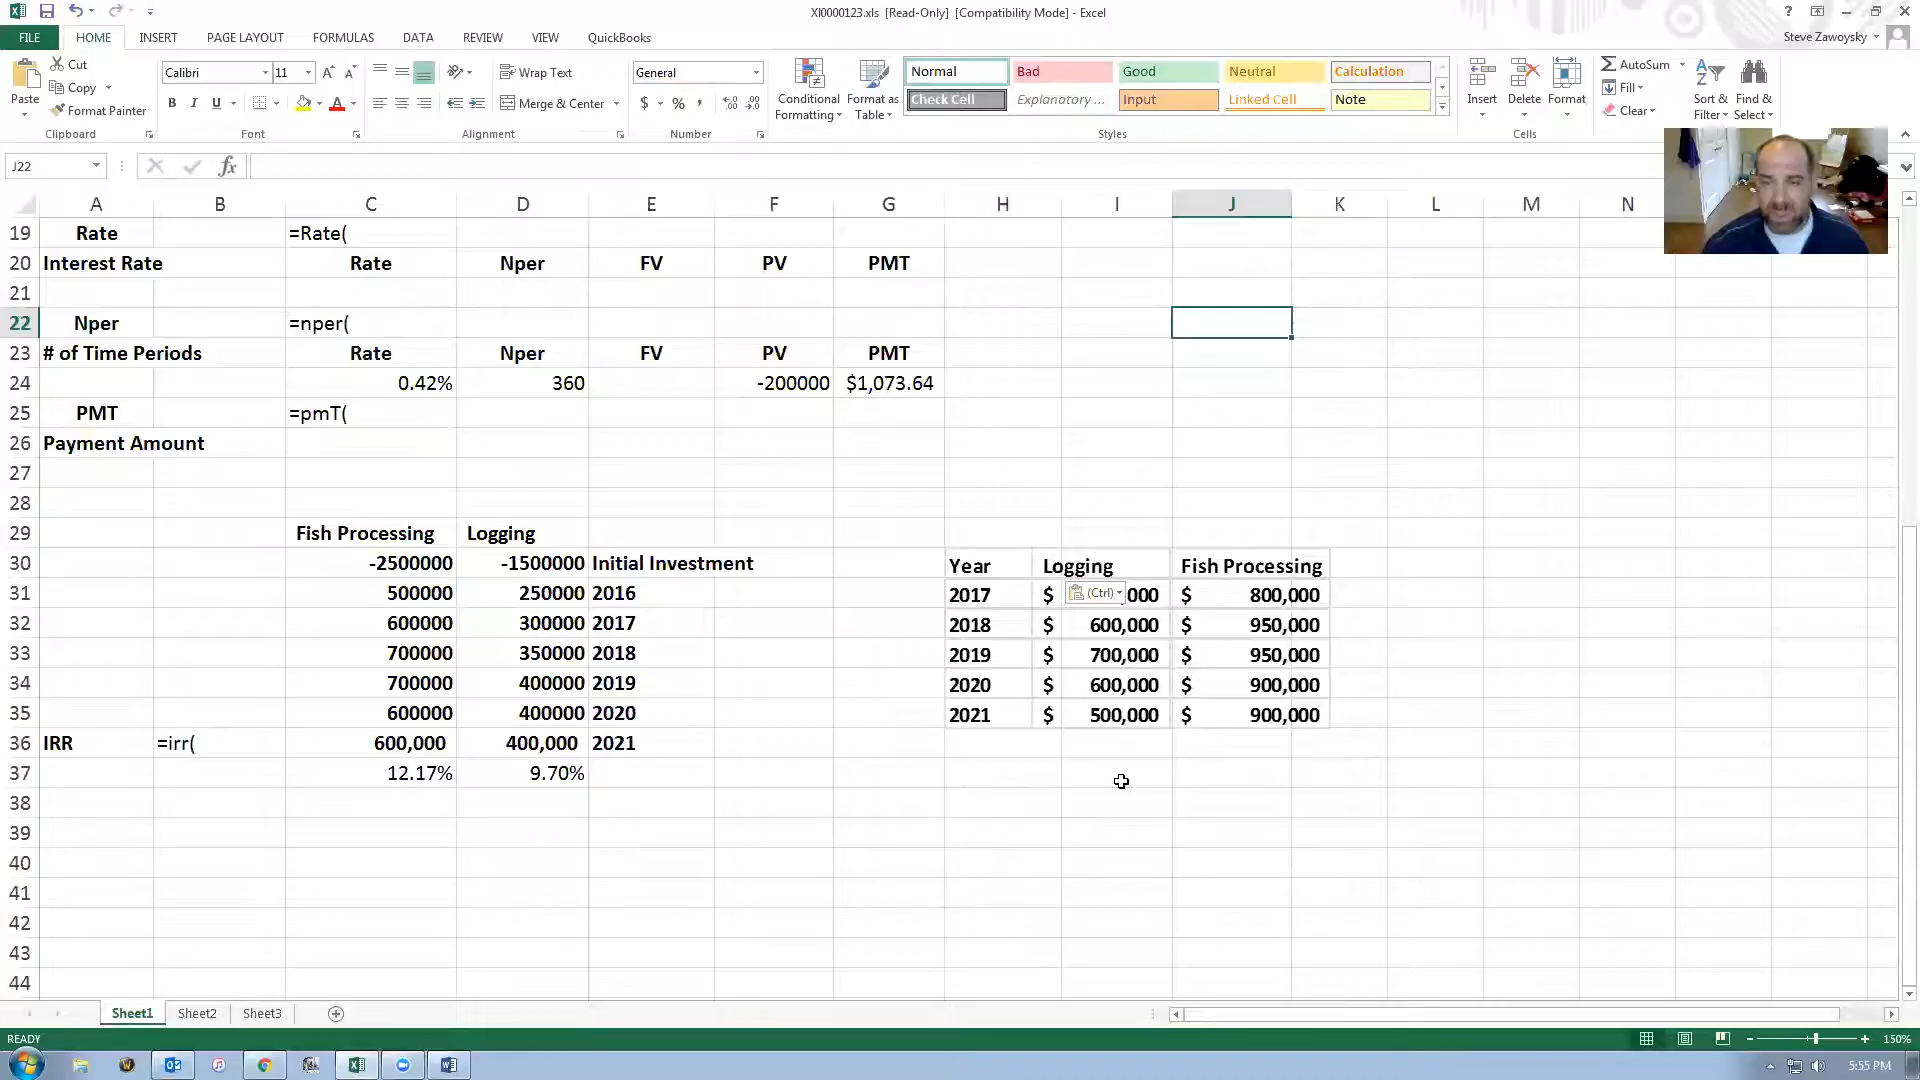 XI0000123.xls [Read-Only] [Compatibility Mode] - Excel
FILE HOME INSERT PAGE LAYOUT FORMULAS DATA REVIEW VIEW QuickBooks Steve Zawoysky
Cut
Copy
Format Painter
Paste
Clipboard
Calibri 11
B I U A
Font
Wrap Text
Merge & Center
Alignment
General
$ % ,
Number
Conditional Formatting
Format as Table
Normal Bad Good Neutral Calculation
Check Cell Explanatory ... Input Linked Cell Note
Styles
Insert Delete Format
Cells
AutoSum
Fill
Clear
Sort & Filter
Find & Select
J22 fx
A B C D E F G H I J K L M N
19 Rate =Rate(
20 Interest Rate Rate Nper FV PV PMT
21
22 Nper =nper(
23 # of Time Periods Rate Nper FV PV PMT
24 0.42% 360 -200000 $1,073.64
25 PMT =pmT(
26 Payment Amount
27
28
29 Fish Processing Logging
30 -2500000 -1500000 Initial Investment Year Logging Fish Processing
31 500000 250000 2016 2017 $ (Ctrl) 000 $ 800,000
32 600000 300000 2017 2018 $ 600,000 $ 950,000
33 700000 350000 2018 2019 $ 700,000 $ 950,000
34 700000 400000 2019 2020 $ 600,000 $ 900,000
35 600000 400000 2020 2021 $ 500,000 $ 900,000
36 IRR =irr( 600,000 400,000 2021
37 12.17% 9.70%
38
39
40
41
42
43
44
Sheet1 Sheet2 Sheet3
READY 150%
5:55 PM